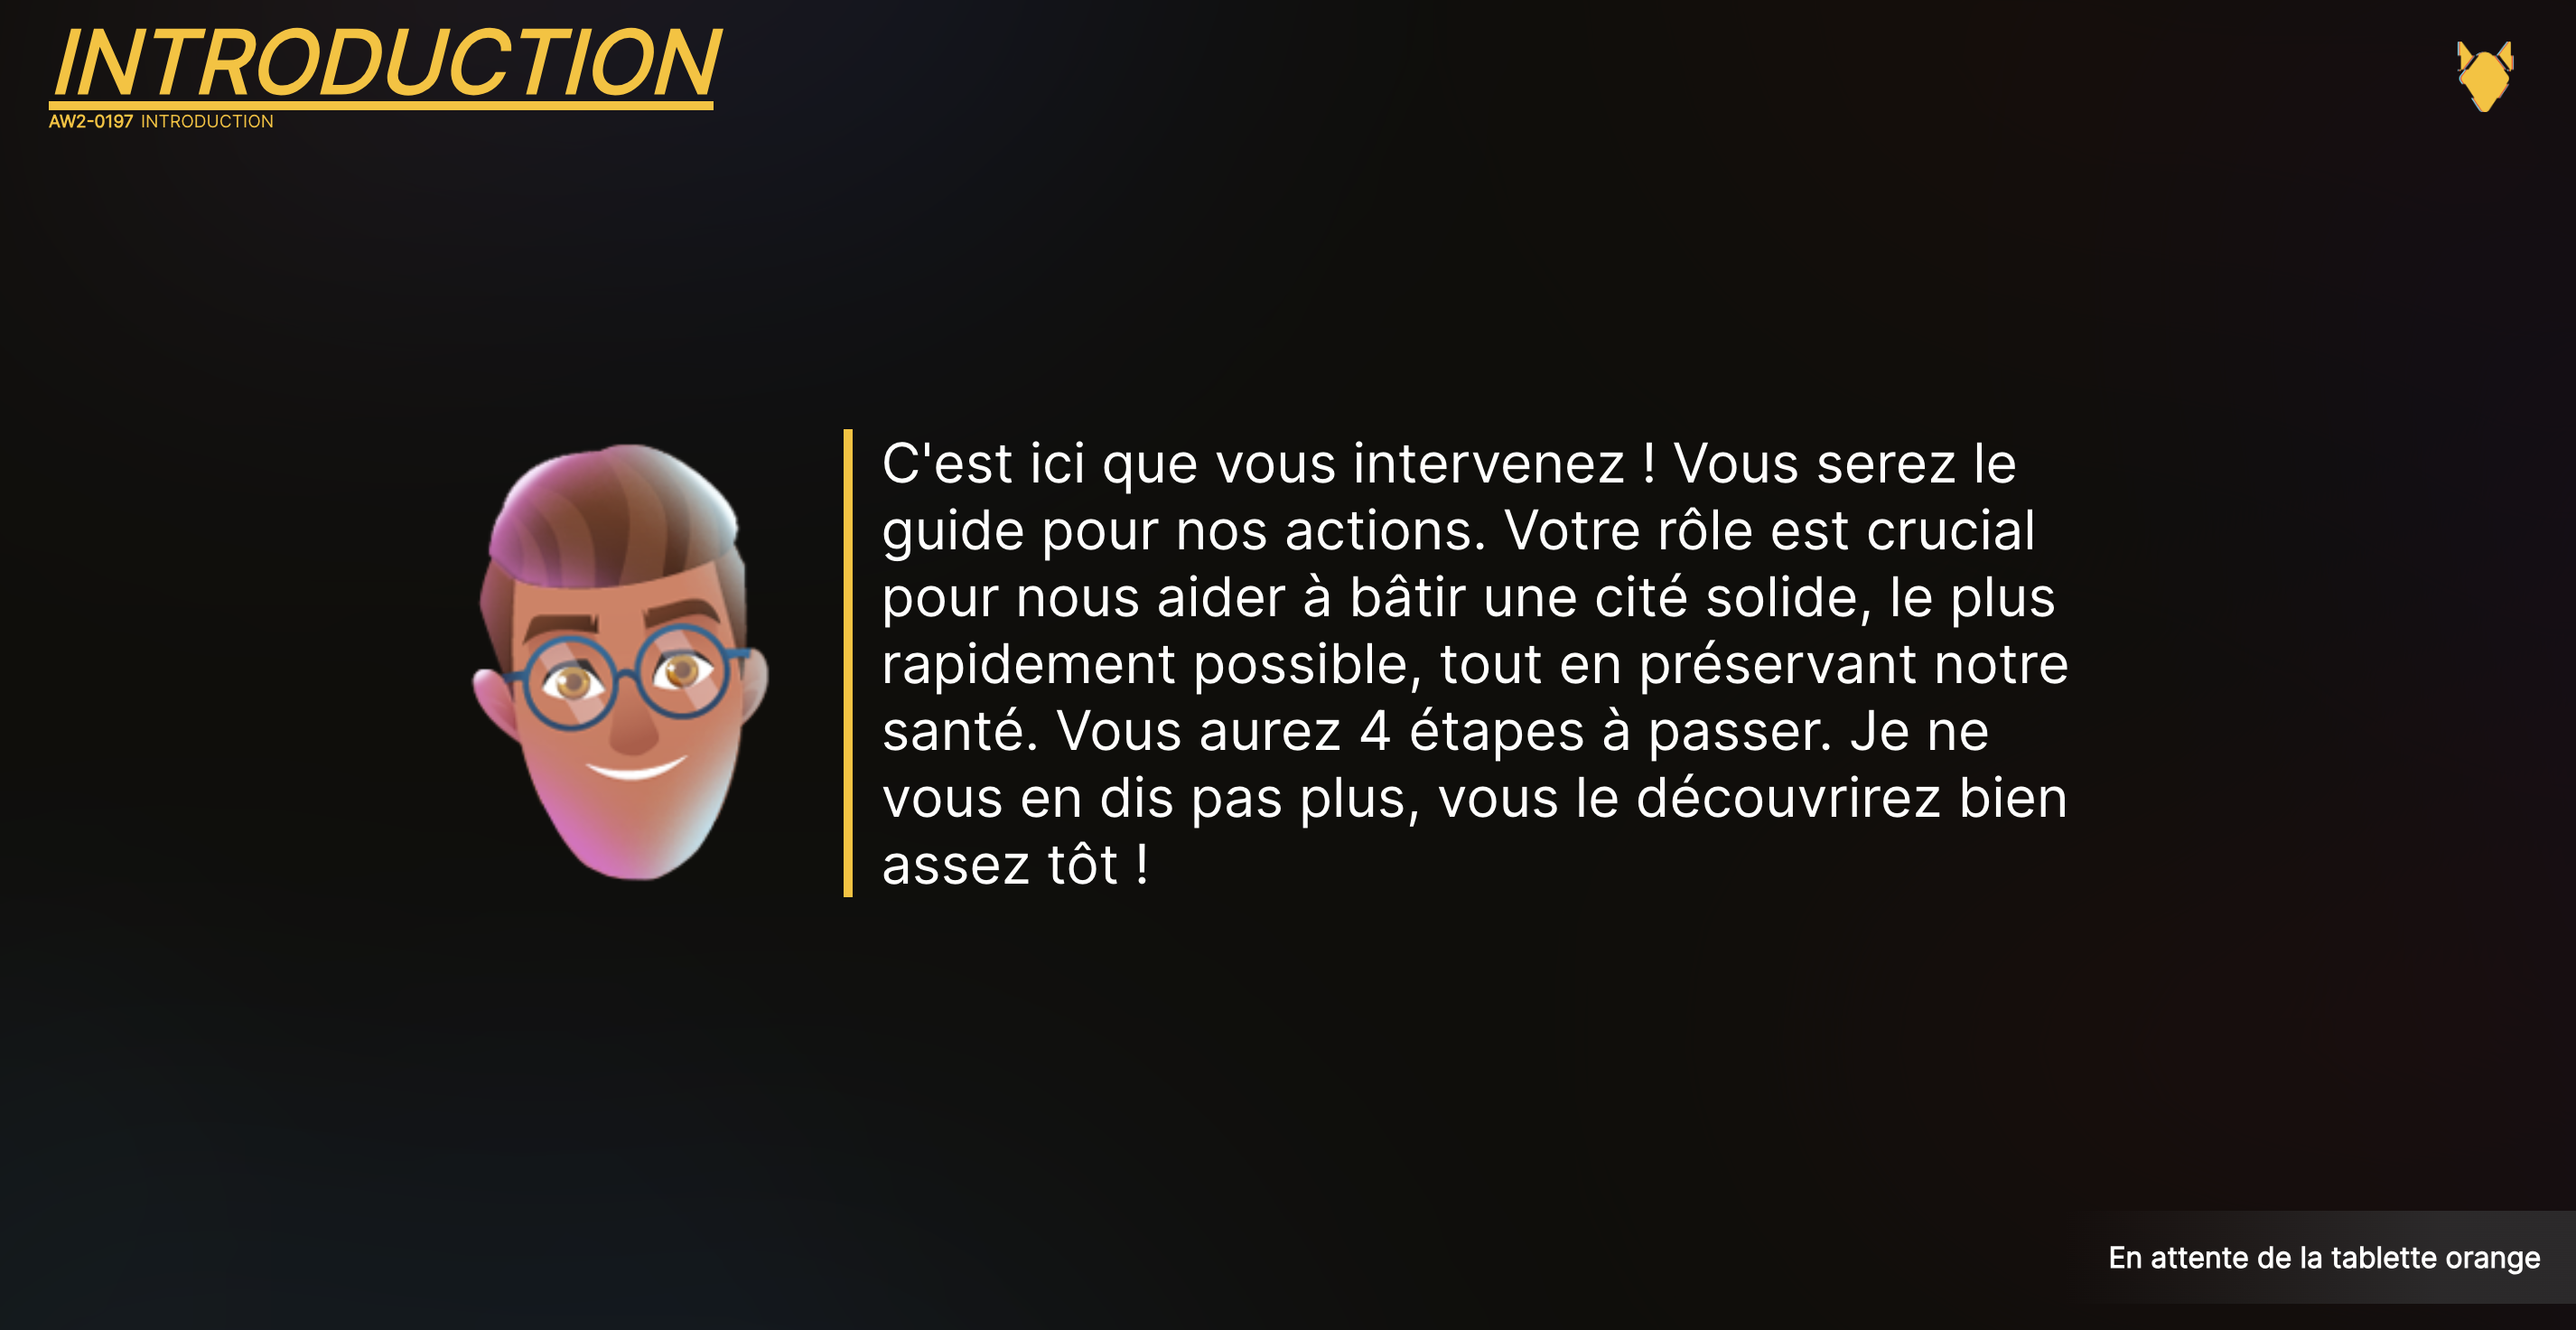 INTRODUCTION
AW2-0197 INTRODUCTION
C'est ici que vous intervenez ! Vous serez le
guide pour nos actions. Votre rôle est crucial
pour nous aider à bâtir une cité solide, le plus
rapidement possible, tout en préservant notre
santé. Vous aurez 4 étapes à passer. Je ne
vous en dis pas plus, vous le découvrirez bien
assez tôt !
En attente de la tablette orange